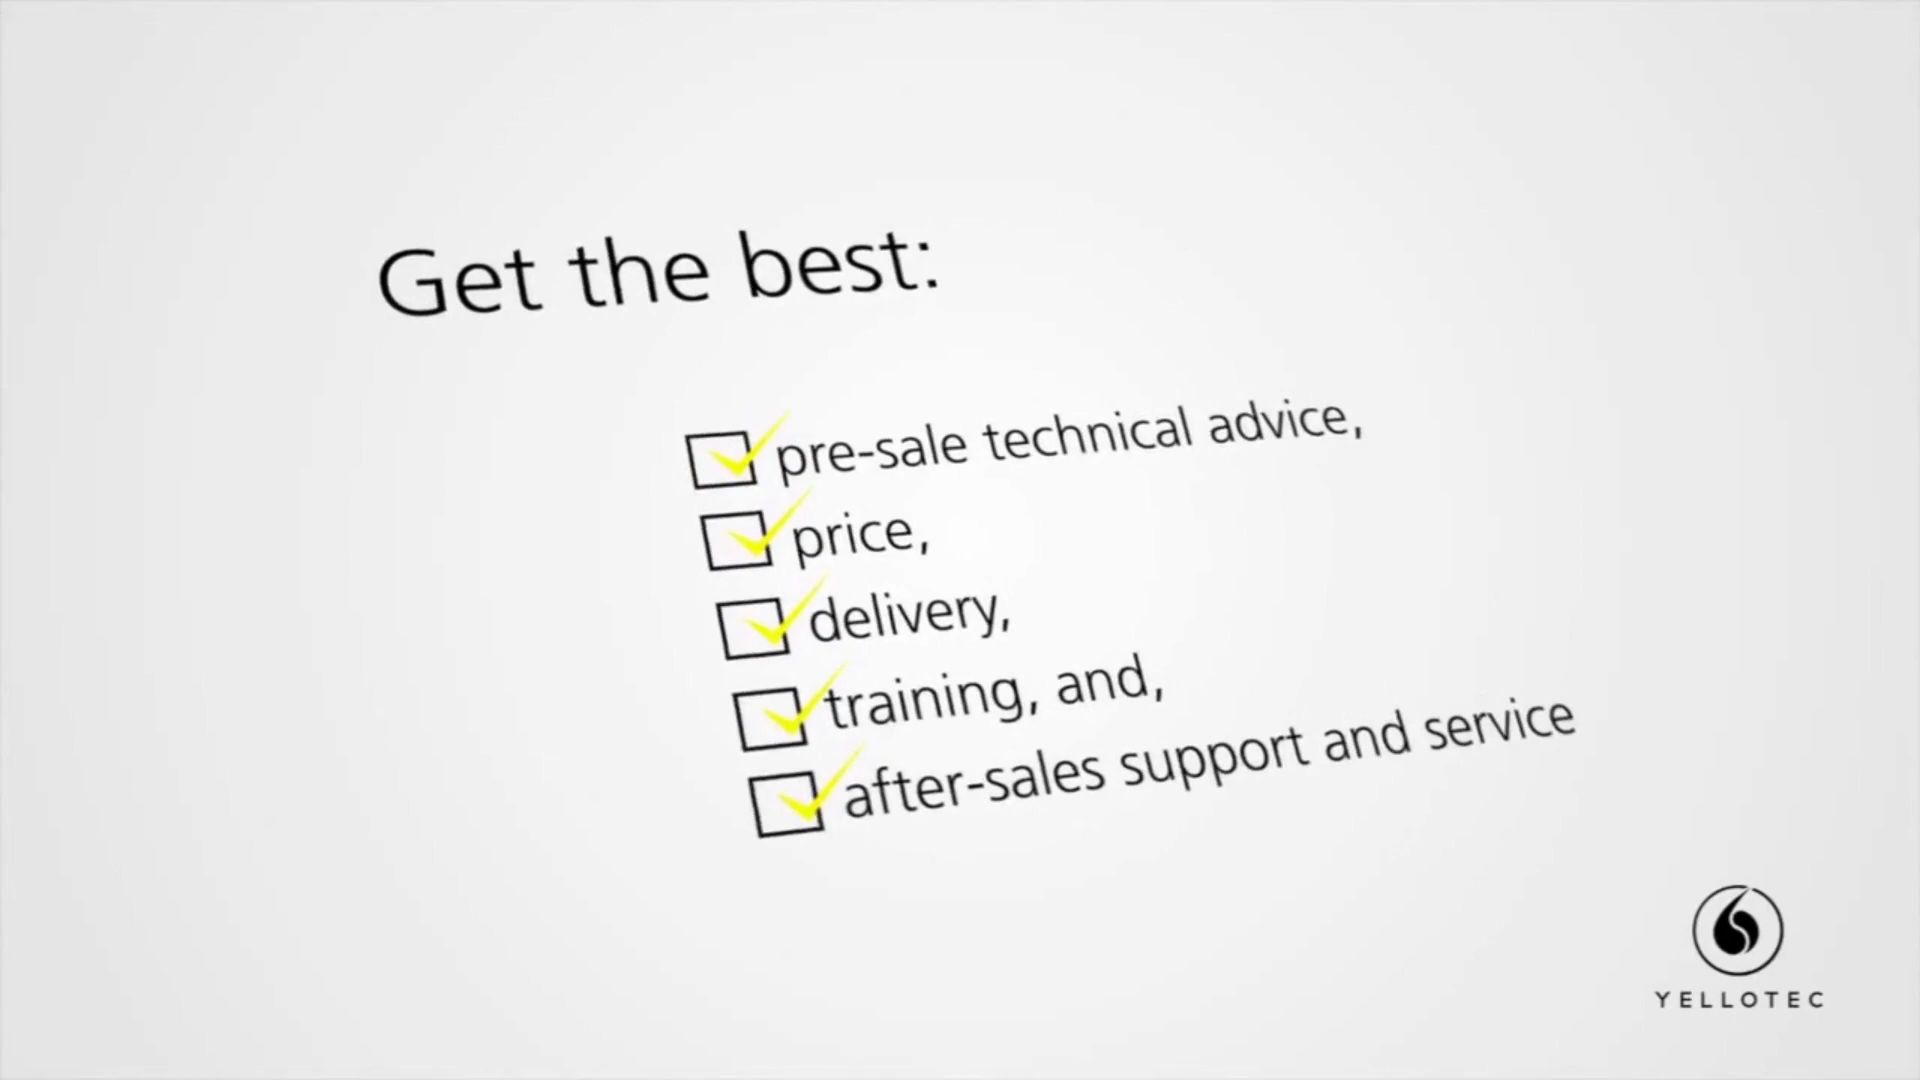 Get the best:
pre-sale technical advice,
price,
delivery,
training, and,
after-sales support and service
YELLOTEC